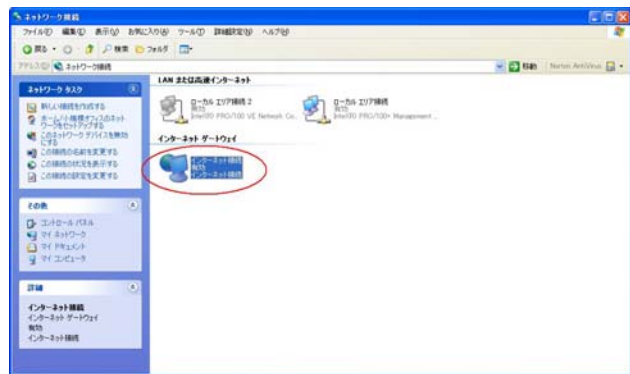 ネットワーク接続
ファイル(F) 編集(E) 表示(V) お気に入り(A) ツール(T) 詳細設定(N) ヘルプ(H)
戻る 検索 フォルダ
アドレス(D) ネットワーク接続 移動 Norton AntiVirus
ネットワーク タスク
新しい接続を作成する
ホーム/小規模オフィスのネットワークをセットアップする
このネットワーク デバイスを無効にする
この接続の名前を変更する
この接続の状況を表示する
この接続の設定を変更する
その他
コントロール パネル
マイ ネットワーク
マイ ドキュメント
マイ コンピュータ
詳細
インターネット接続
インターネット ゲートウェイ
有効
インターネット接続
LAN または高速インターネット
ローカル エリア接続 2
有効
Intel(R) PRO/100 VE Network Co...
ローカル エリア接続
有効
Intel(R) PRO/100+ Management ...
インターネット ゲートウェイ
インターネット接続
有効
インターネット接続